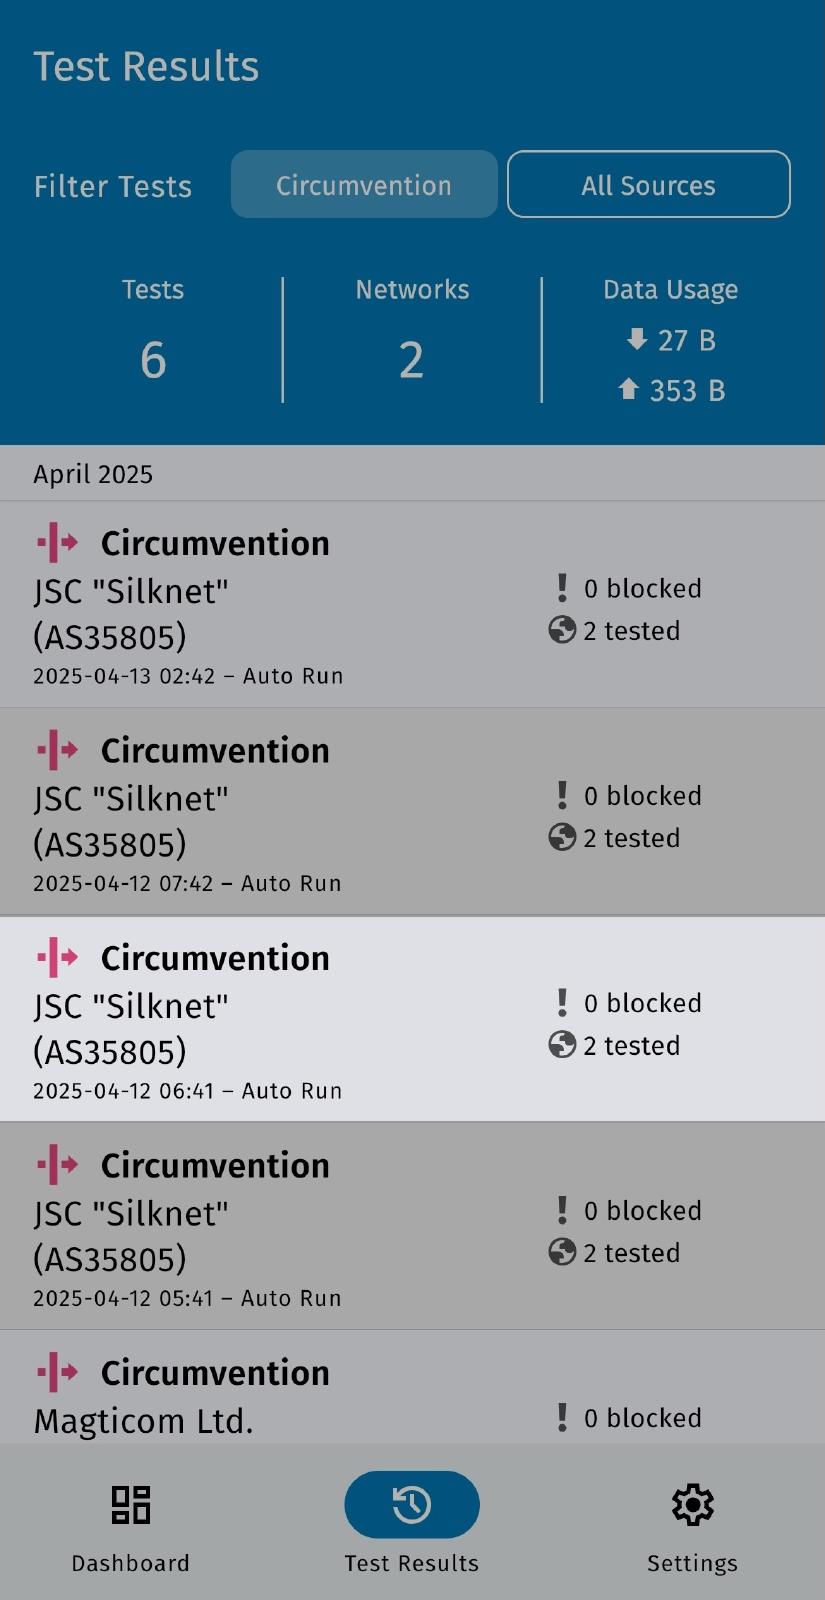 Test Results
Filter Tests
Circumvention
All Sources
Tests
Networks
Data Usage
6
2
27 B
353 B
April 2025
Circumvention
JSC "Silknet"
(AS35805)
2025-04-13 02:42 – Auto Run
0 blocked
2 tested
Circumvention
JSC "Silknet"
(AS35805)
2025-04-12 07:42 – Auto Run
0 blocked
2 tested
Circumvention
JSC "Silknet"
(AS35805)
2025-04-12 06:41 – Auto Run
0 blocked
2 tested
Circumvention
JSC "Silknet"
(AS35805)
2025-04-12 05:41 – Auto Run
0 blocked
2 tested
Circumvention
Magticom Ltd.
0 blocked
Dashboard
Test Results
Settings